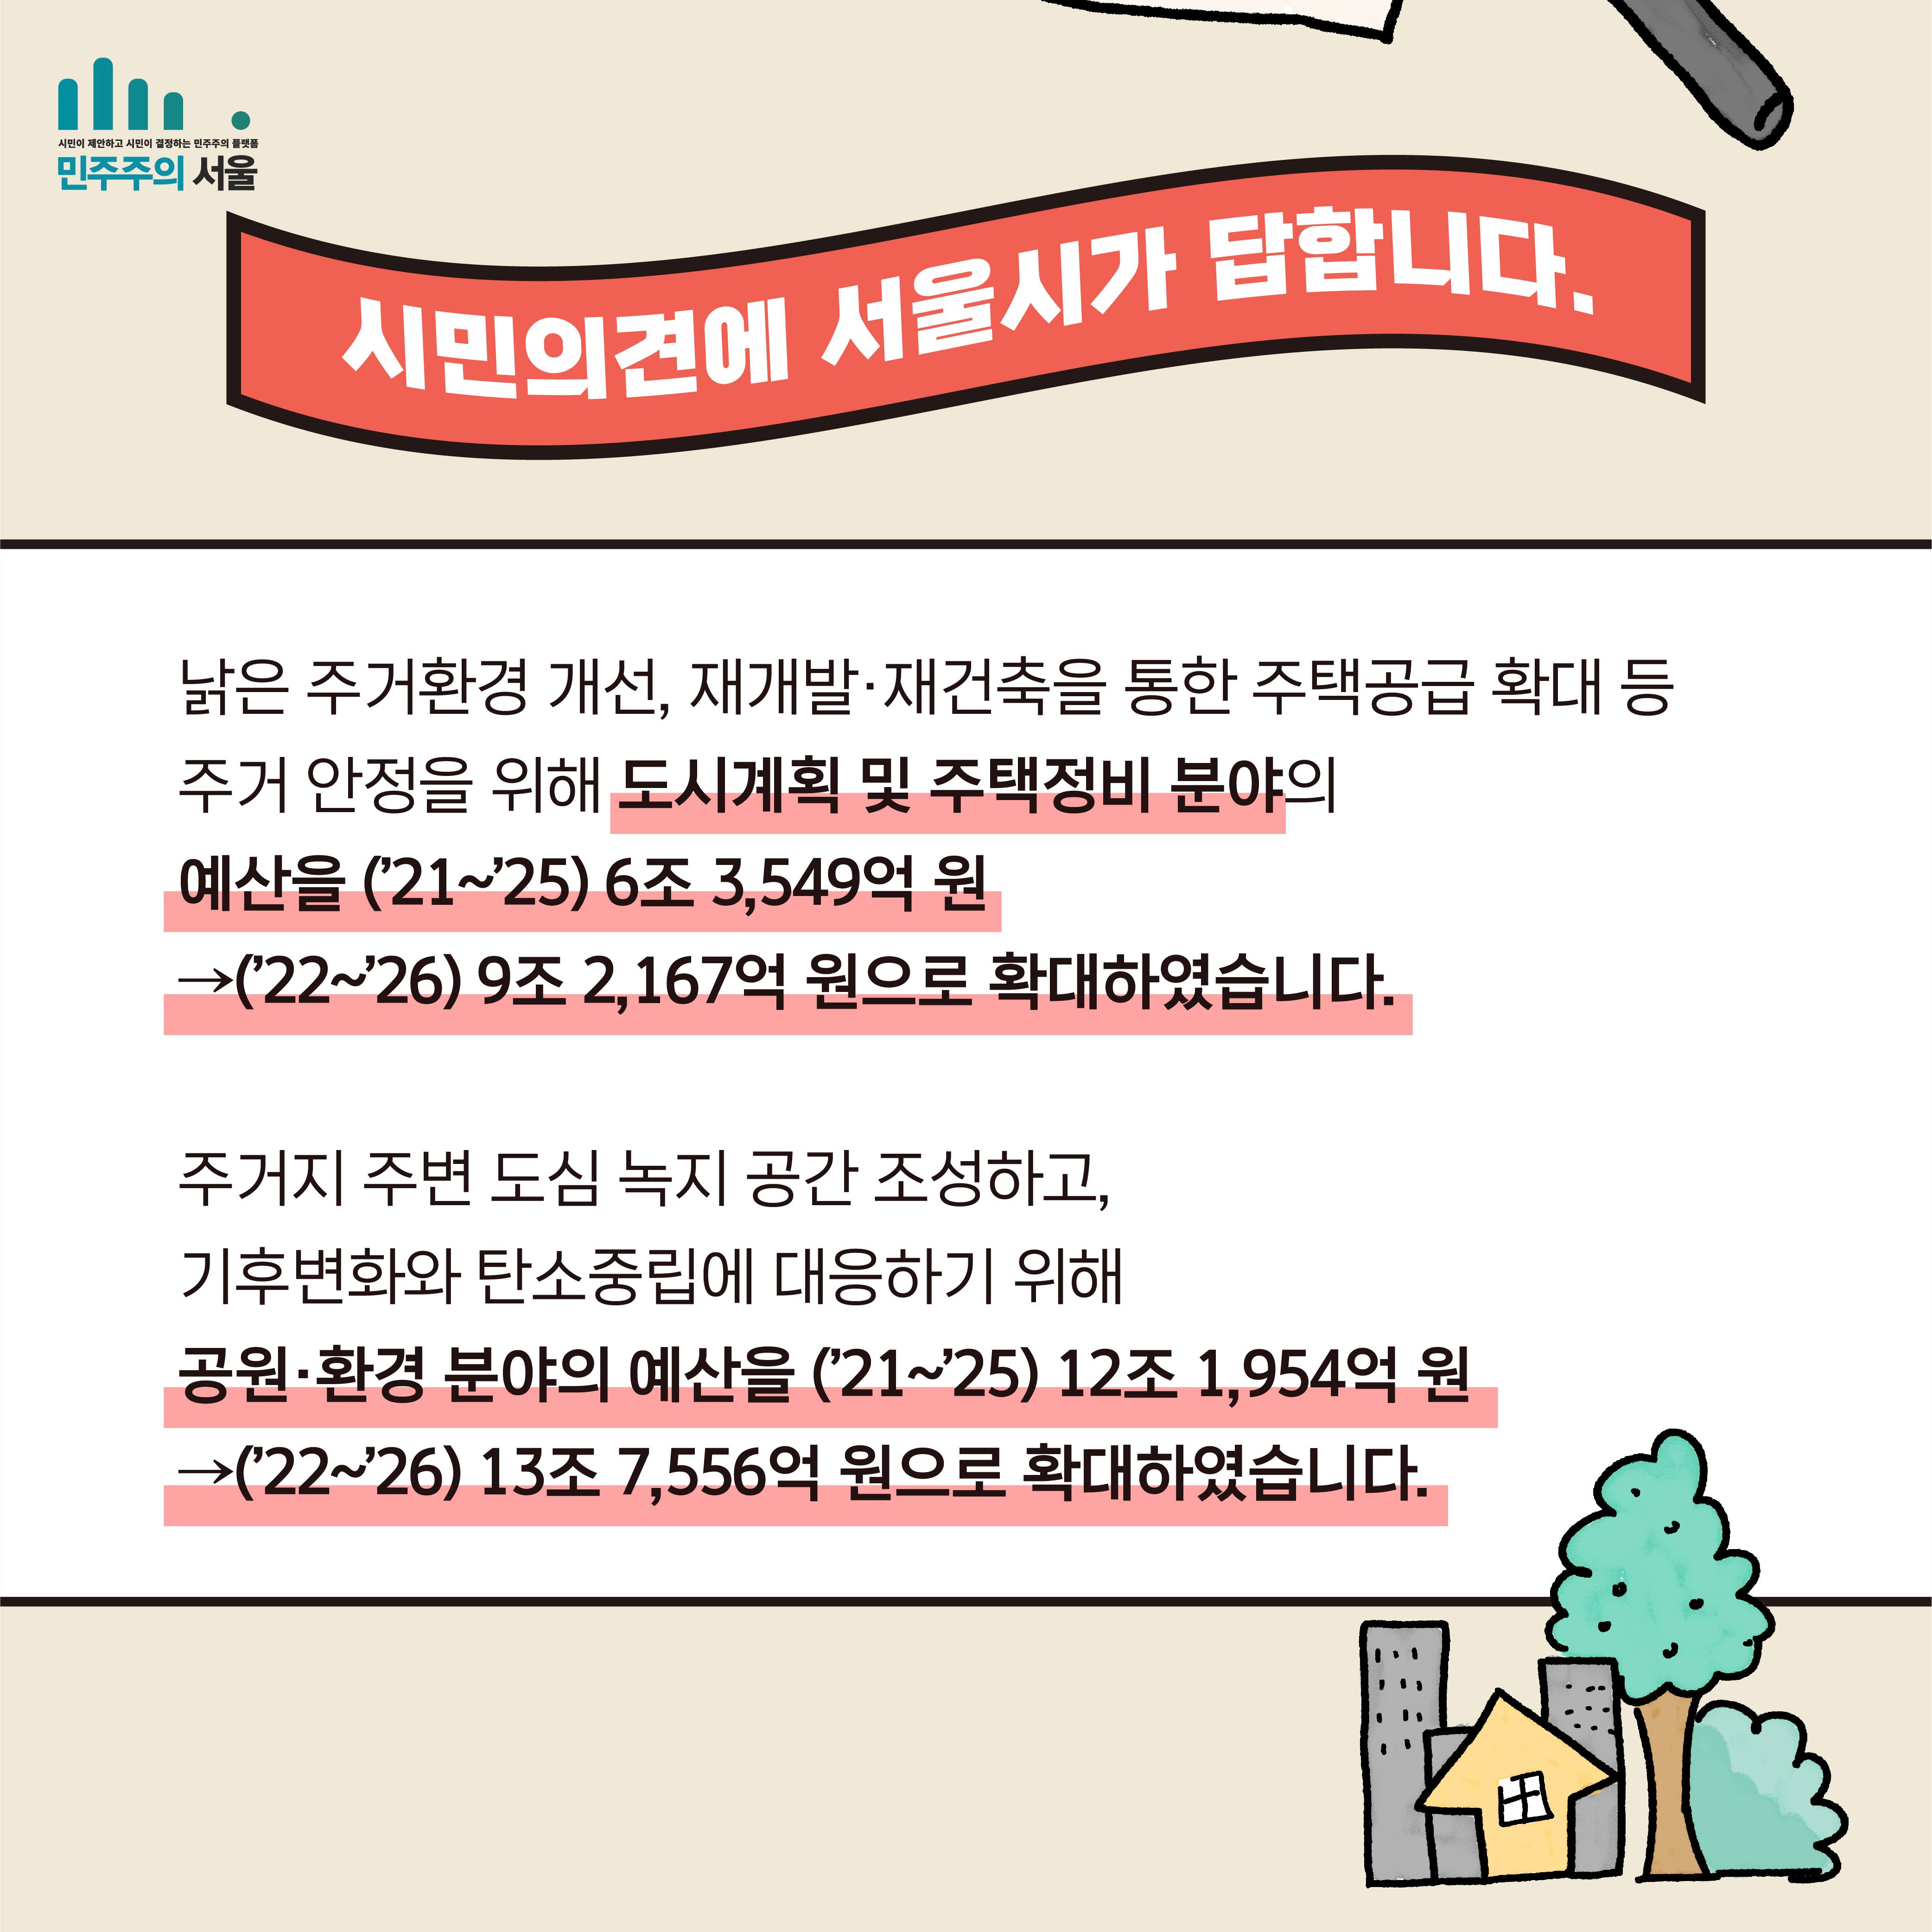 시민이 제안하고 시민이 결정하는 민주주의 플랫폼
민주주의 서울
시민의견에 서울시가 답합니다.
낡은 주거환경 개선, 재개발·재건축을 통한 주택공급 확대 등
주거 안정을 위해 도시계획 및 주택정비 분야의
예산을 (’21~’25) 6조 3,549억 원
→(’22~’26) 9조 2,167억 원으로 확대하였습니다.
주거지 주변 도심 녹지 공간 조성하고,
기후변화와 탄소중립에 대응하기 위해
공원·환경 분야의 예산을 (’21~’25) 12조 1,954억 원
→(’22~’26) 13조 7,556억 원으로 확대하였습니다.